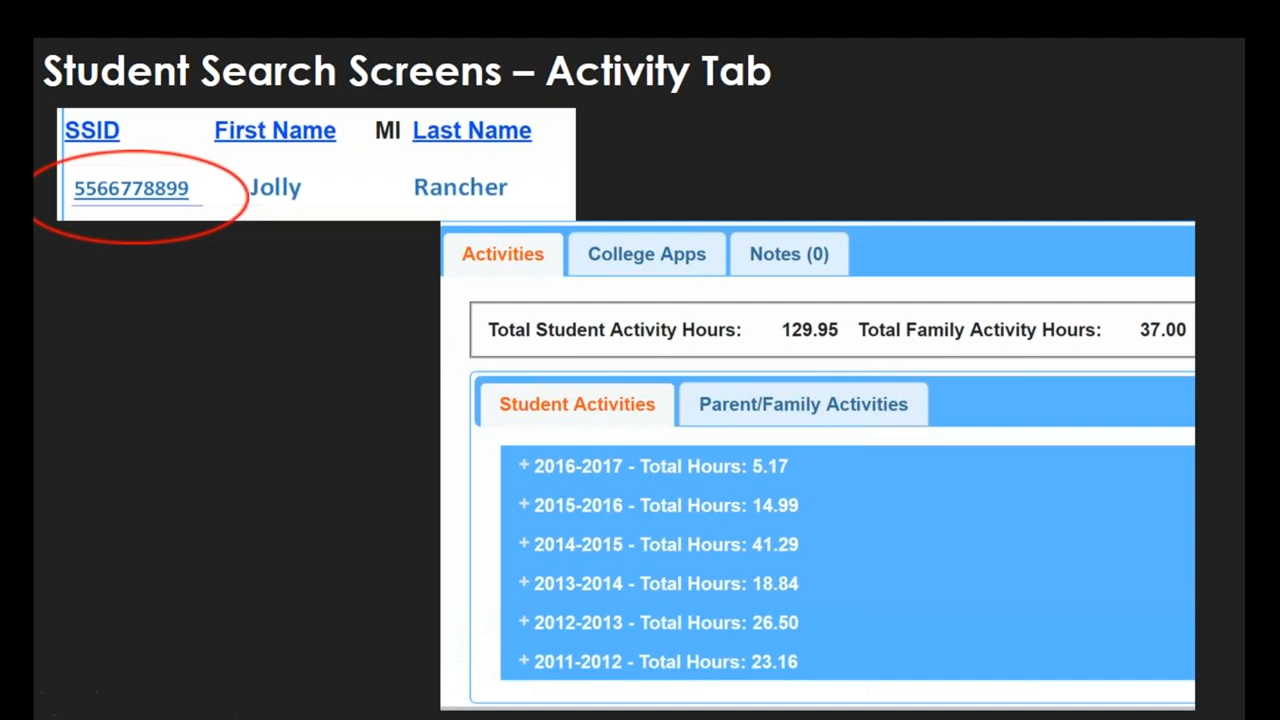 Student Search Screens – Activity Tab
SSID First Name MI Last Name
5566778899 Jolly Rancher
Activities College Apps Notes (0)
Total Student Activity Hours: 129.95 Total Family Activity Hours: 37.00
Student Activities Parent/Family Activities
+ 2016-2017 - Total Hours: 5.17
+ 2015-2016 - Total Hours: 14.99
+ 2014-2015 - Total Hours: 41.29
+ 2013-2014 - Total Hours: 18.84
+ 2012-2013 - Total Hours: 26.50
+ 2011-2012 - Total Hours: 23.16